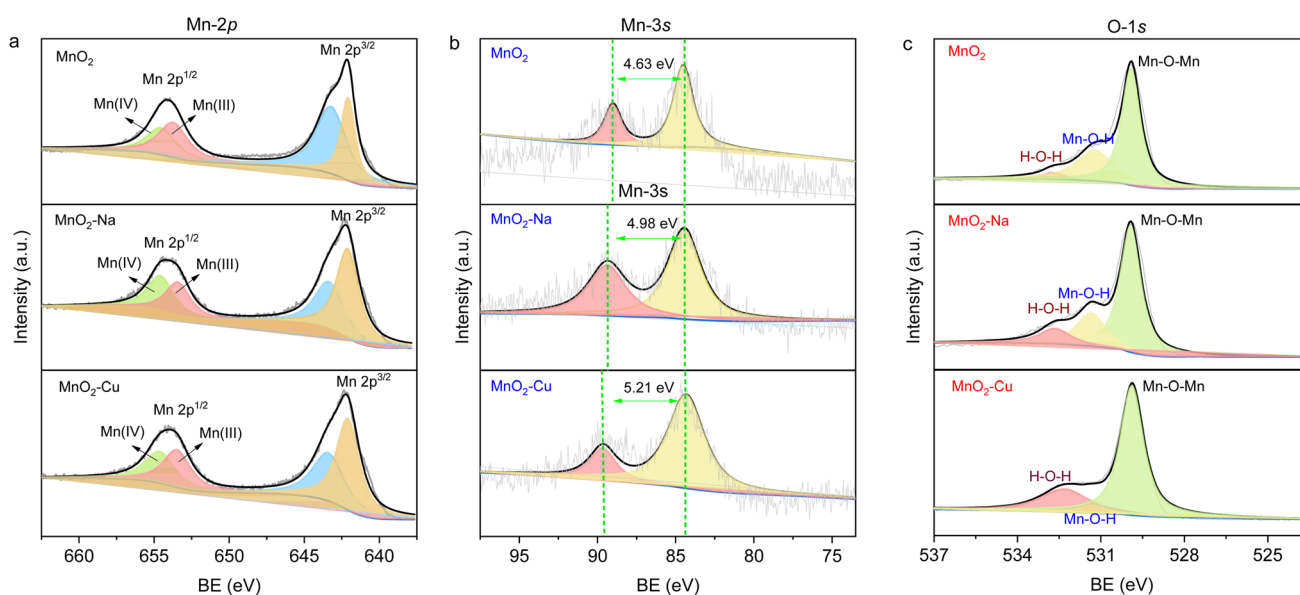 Mn-2p
a
MnO2
Mn 2p3/2
Mn 2p1/2
Mn(IV)
Mn(III)
MnO2-Na
Mn 2p3/2
Mn 2p1/2
Mn(IV)
Mn(III)
MnO2-Cu
Mn 2p3/2
Mn 2p1/2
Mn(IV)
Mn(III)
Intensity (a.u.)
660 655 650 645 640
BE (eV)
Mn-3s
b
MnO2
4.63 eV
Mn-3s
MnO2-Na
4.98 eV
MnO2-Cu
5.21 eV
Intensity (a.u.)
95 90 85 80 75
BE (eV)
O-1s
c
MnO2
Mn-O-Mn
Mn-O-H
H-O-H
MnO2-Na
Mn-O-Mn
Mn-O-H
H-O-H
MnO2-Cu
Mn-O-Mn
H-O-H
Mn-O-H
Intensity (a.u.)
537 534 531 528 525
BE (eV)